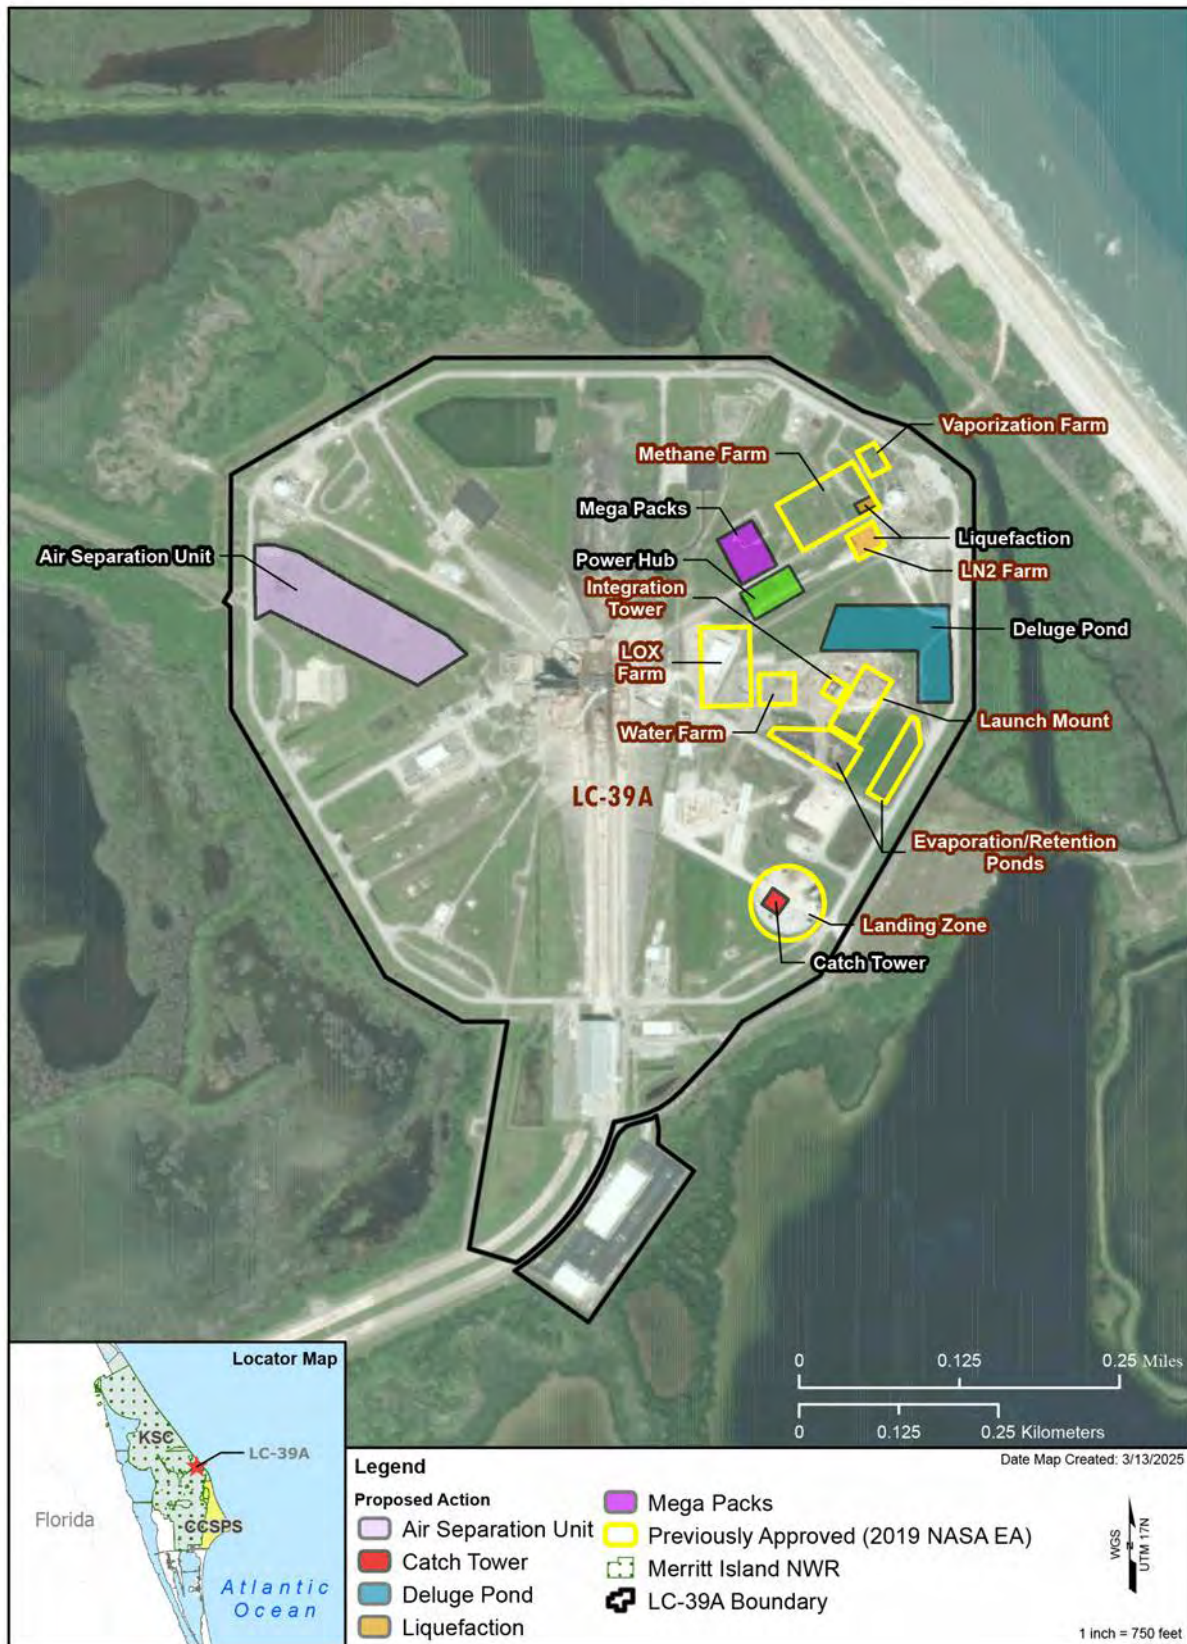 Vaporization Farm
Methane Farm
Mega Packs
Liquefaction
Air Separation Unit
Power Hub
LN2 Farm
Integration
Tower
Deluge Pond
LOX
Farm
Launch Mount
Water Farm
LC-39A
Evaporation/Retention
Ponds
Landing Zone
Catch Tower
0 0.125 0.25 Miles
0 0.125 0.25 Kilometers
Locator Map
KSC
LC-39A
Florida
CCSPS
Atlantic
Ocean
Date Map Created: 3/13/2025
Legend
Proposed Action
Air Separation Unit
Catch Tower
Deluge Pond
Liquefaction
Mega Packs
Previously Approved (2019 NASA EA)
Merritt Island NWR
LC-39A Boundary
WGS
N
UTM 17N
1 inch = 750 feet